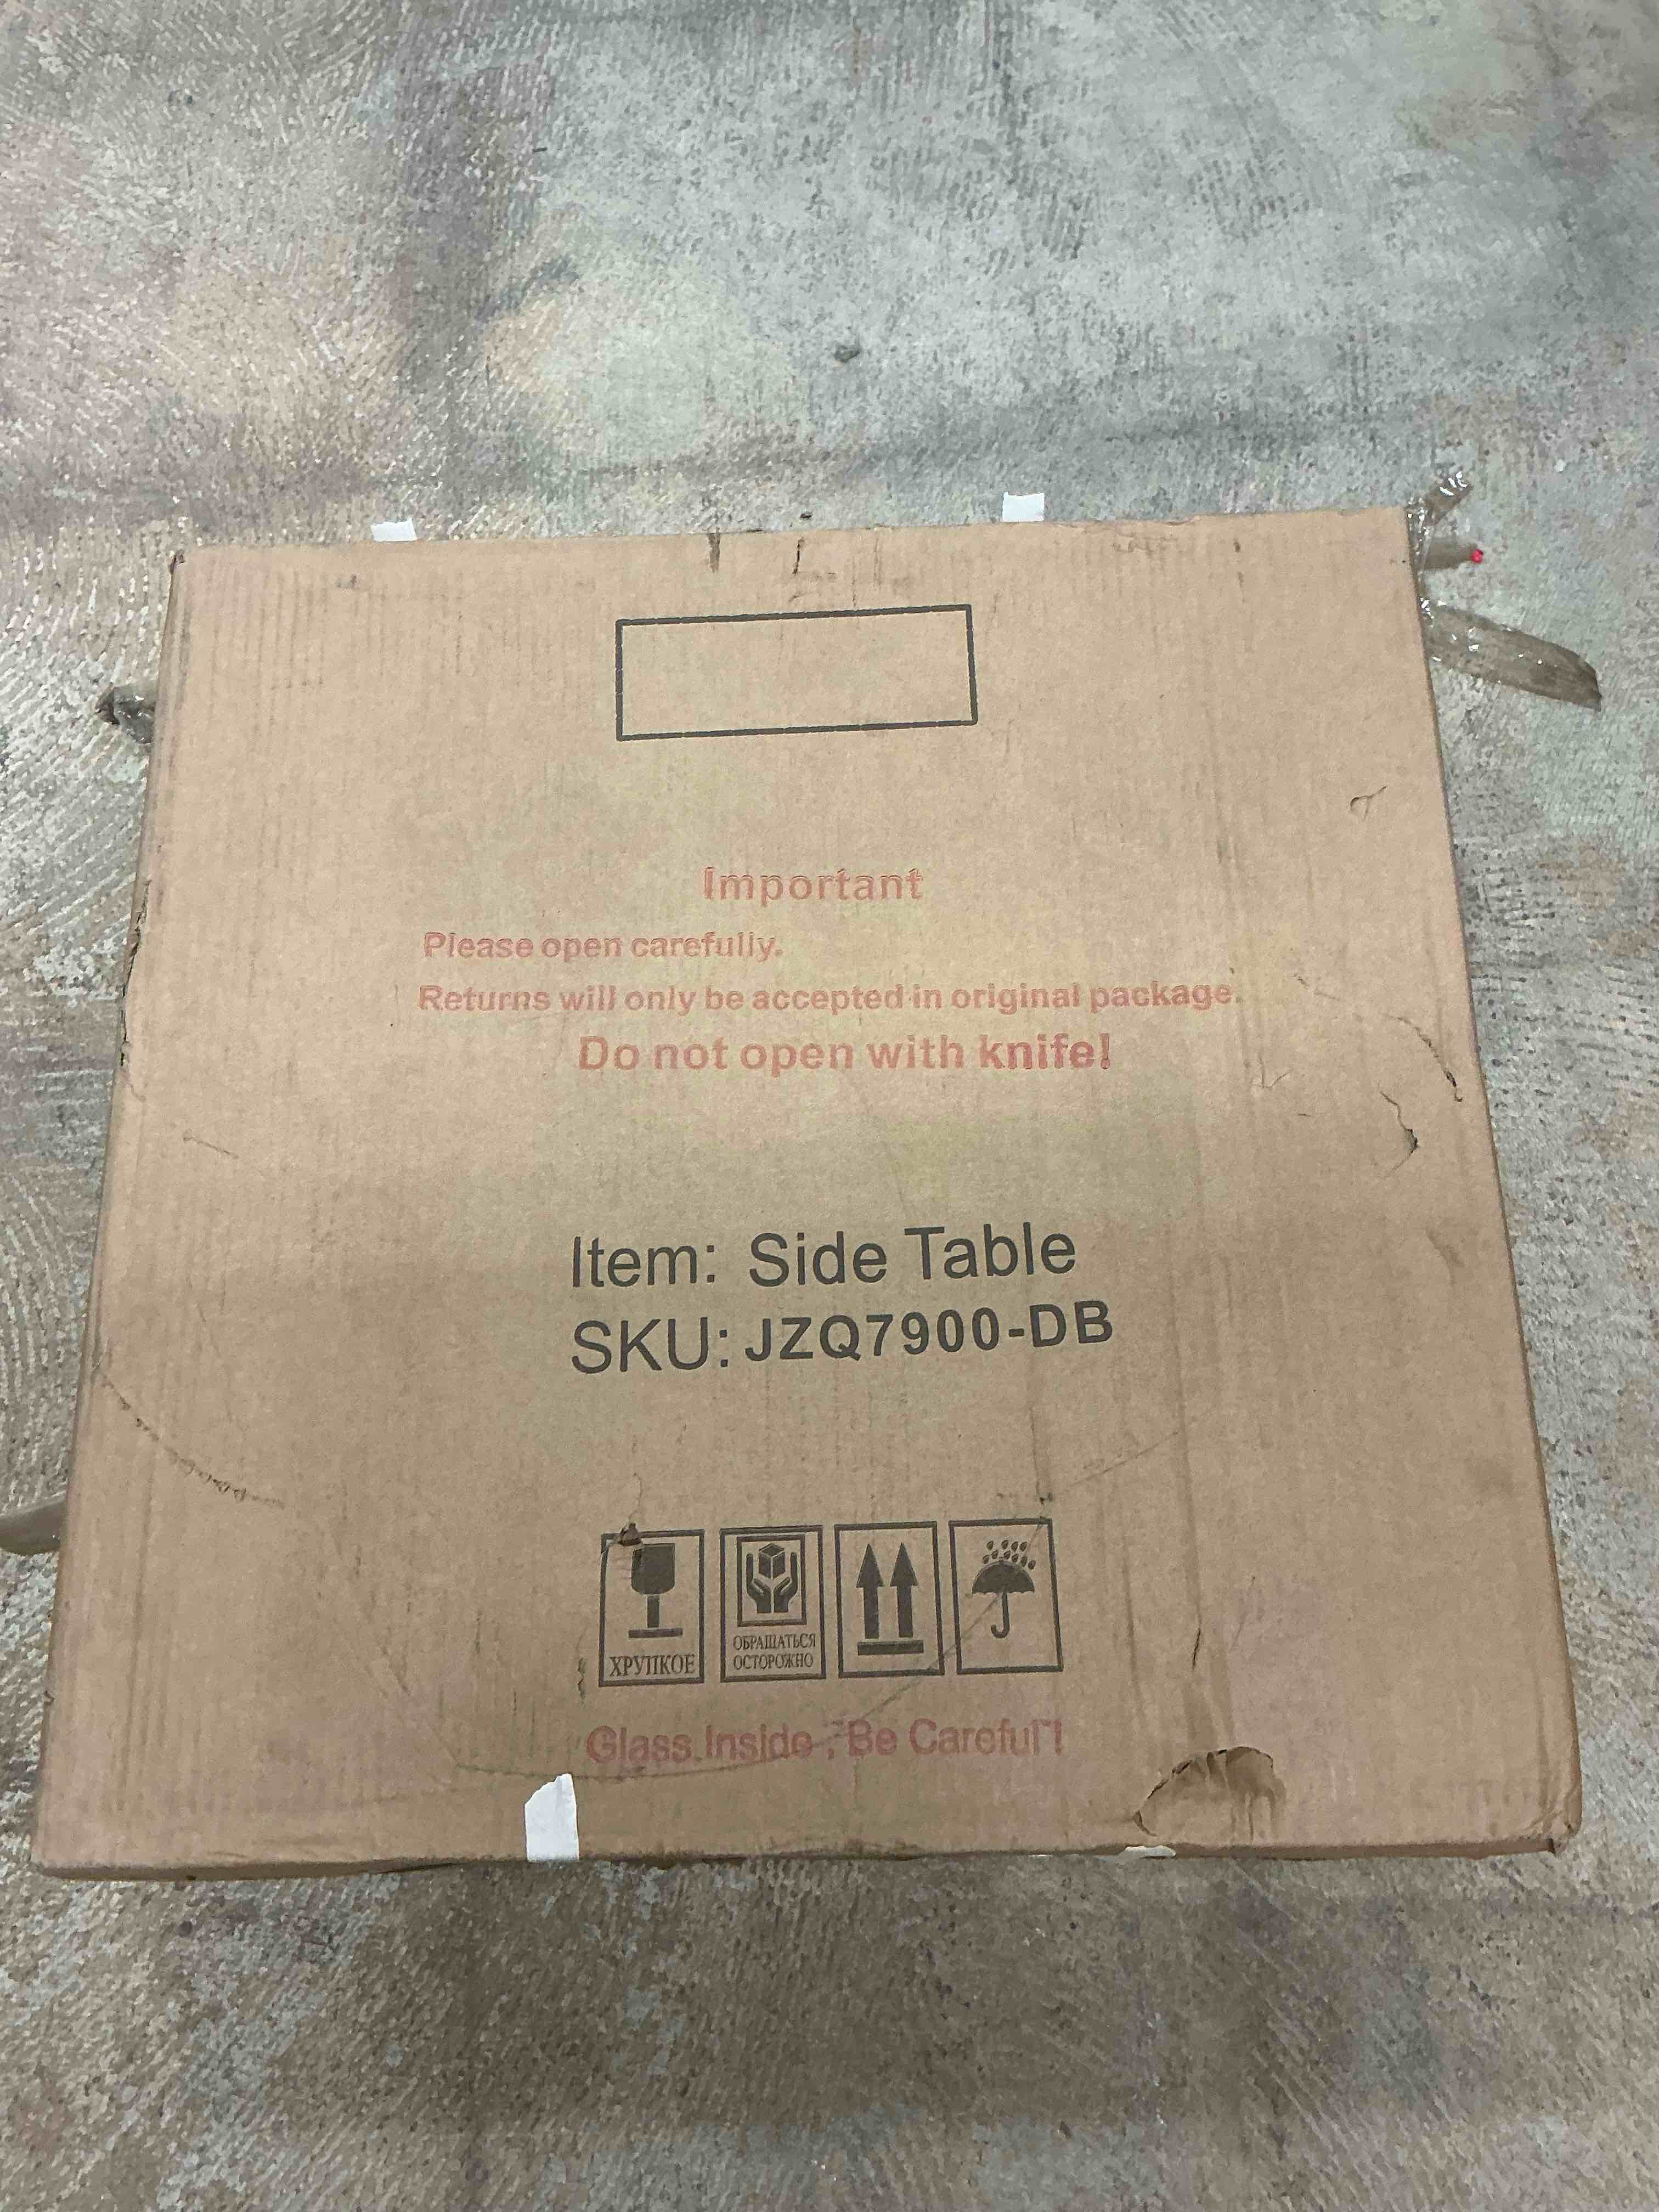 Important
Please open carefully.
Returns will only be accepted in original package.
Do not open with knife!
Item: Side Table
SKU: JZQ7900-DB
ХРУПКОЕ
ОБРАЩАТЬСЯ
ОСТОРОЖНО
Glass Inside ,"Be Careful"!